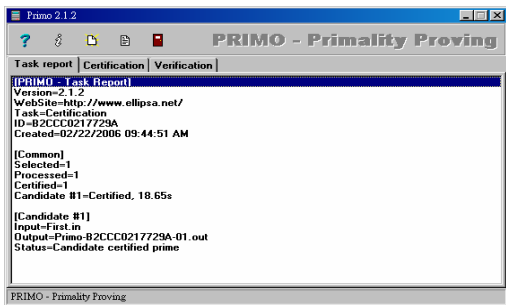 Primo 2.1.2
PRIMO - Primality Proving
Task report Certification Verification
[PRIMO - Task Report]
Version=2.1.2
WebSite=http://www.ellipsa.net/
Task=Certification
ID=B2CCC0217729A
Created=02/22/2006 09:44:51 AM
[Common]
Selected=1
Processed=1
Certified=1
Candidate #1=Certified, 18.65s
[Candidate #1]
Input=First.in
Output=Primo-B2CCC0217729A-01.out
Status=Candidate certified prime
PRIMO - Primality Proving